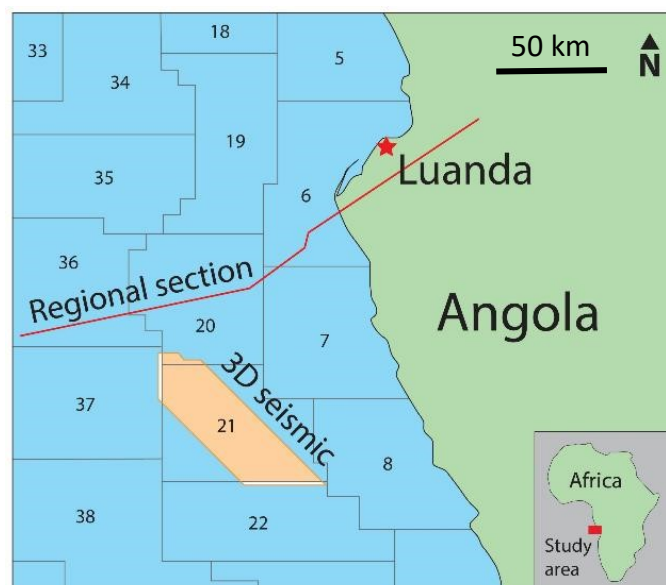 18
33
5
50 km
N
34
19
35
Luanda
6
36
Regional section
Angola
20
7
3D seismic
37
21
8
Africa
38
22
Study
area